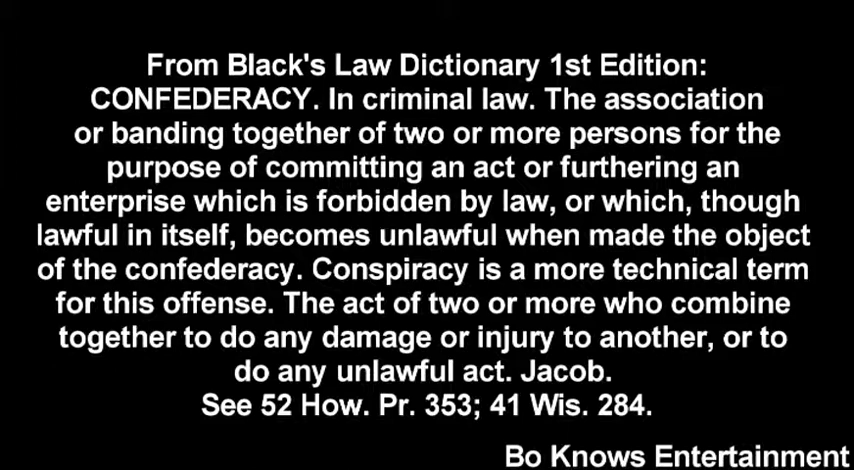 From Black's Law Dictionary 1st Edition:
CONFEDERACY. In criminal law. The association
or banding together of two or more persons for the
purpose of committing an act or furthering an
enterprise which is forbidden by law, or which, though
lawful in itself, becomes unlawful when made the object
of the confederacy. Conspiracy is a more technical term
for this offense. The act of two or more who combine
together to do any damage or injury to another, or to
do any unlawful act. Jacob.
See 52 How. Pr. 353; 41 Wis. 284.
Bo Knows Entertainment